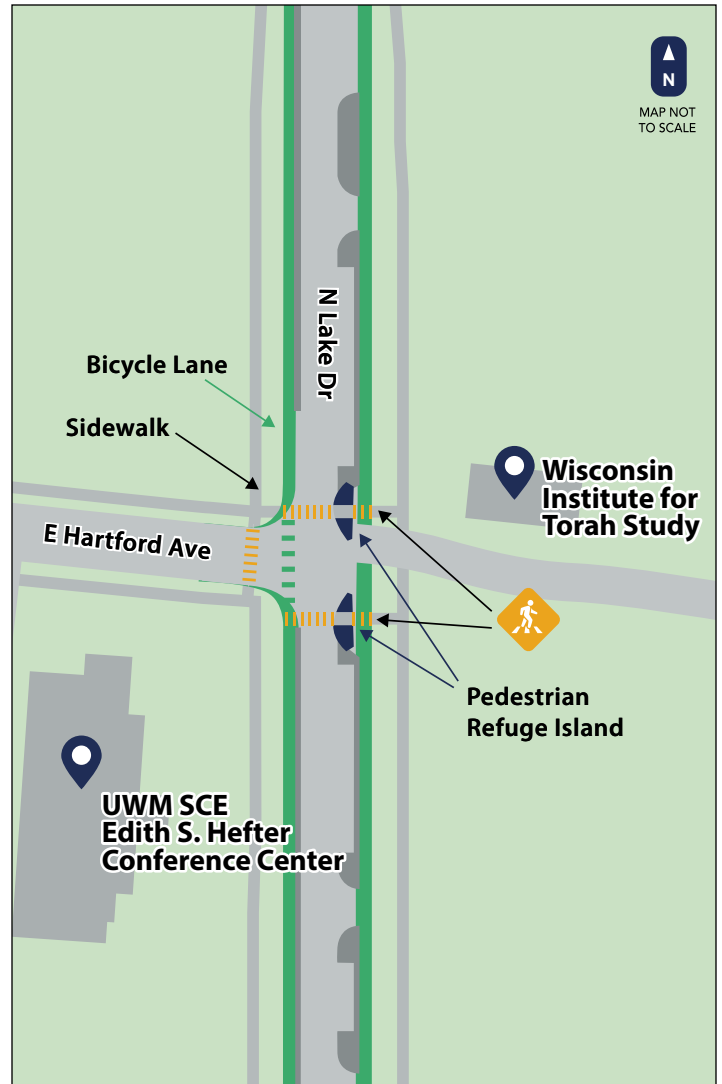 N
MAP NOT
TO SCALE
N Lake Dr
Bicycle Lane
Sidewalk
Wisconsin
Institute for
Torah Study
E Hartford Ave
Pedestrian
Refuge Island
UWM SCE
Edith S. Hefter
Conference Center